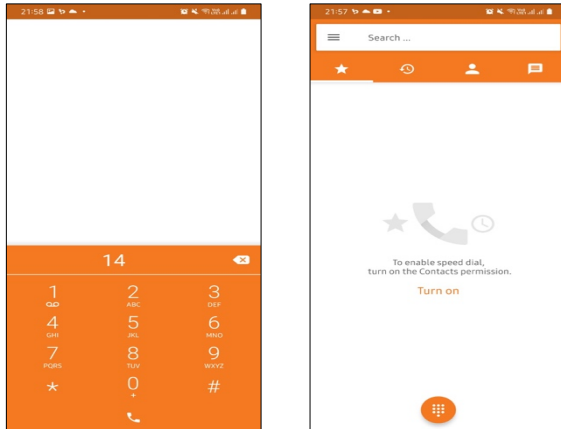 21:58
14
1 2 3
ABC DEF
4 5 6
GHI JKL MNO
7 8 9
PQRS TUV WXYZ
* 0 #
+
21:57
Search ...
To enable speed dial,
turn on the Contacts permission.
Turn on